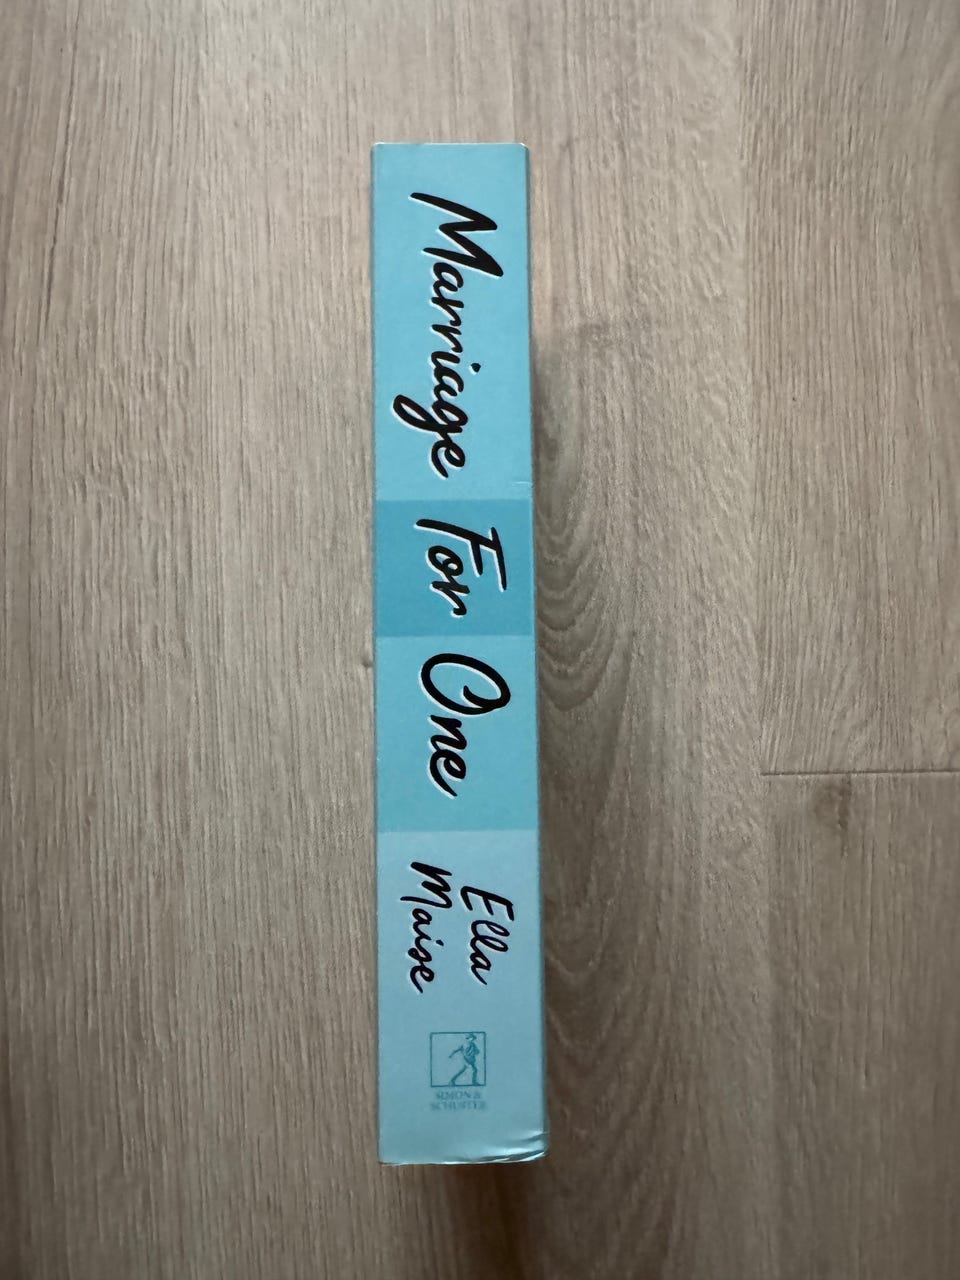 Marriage For One
Ella
Maise
SIMON &
SCHUSTER